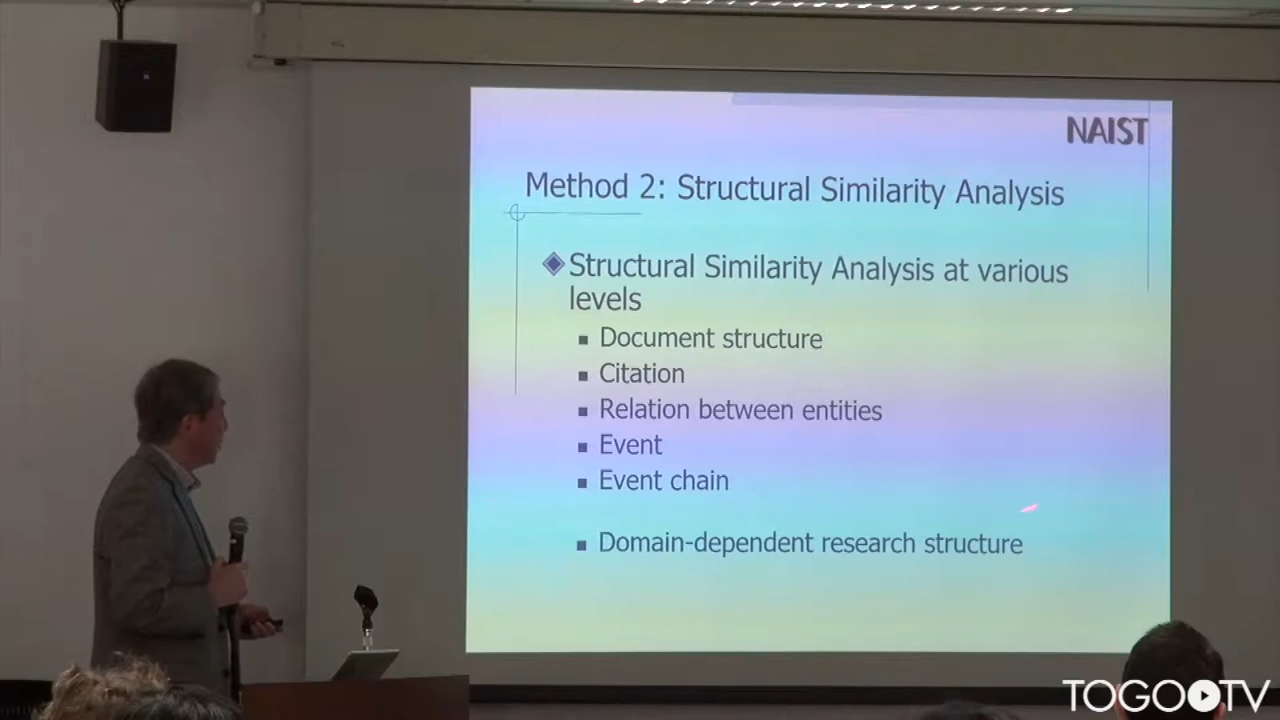 NAIST
Method 2: Structural Similarity Analysis
Structural Similarity Analysis at various
levels
Document structure
Citation
Relation between entities
Event
Event chain
Domain-dependent research structure
TOGOTV